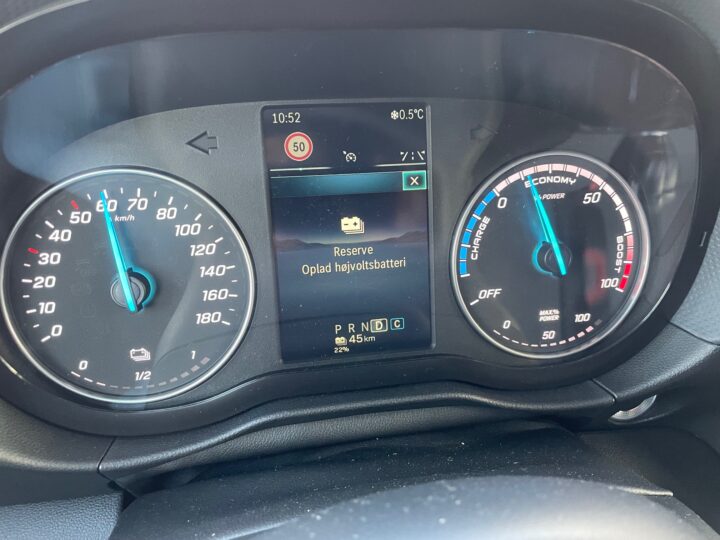 10:52
❄0.5°C
50
Reserve
Oplad højvoltsbatteri
P R N D C
45 km
22%
0
10
20
30
40
50
60
70
80
100
120
140
160
180
km/h
0
1/2
1
OFF
CHARGE
0
ECONOMY
% POWER
50
BOOST
100
MAX.%
POWER
0
50
100